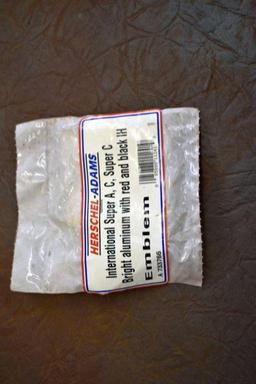 HERSCHEL-ADAMS
International Super A, C, Super C
Bright aluminum with red and black IH
Emblem